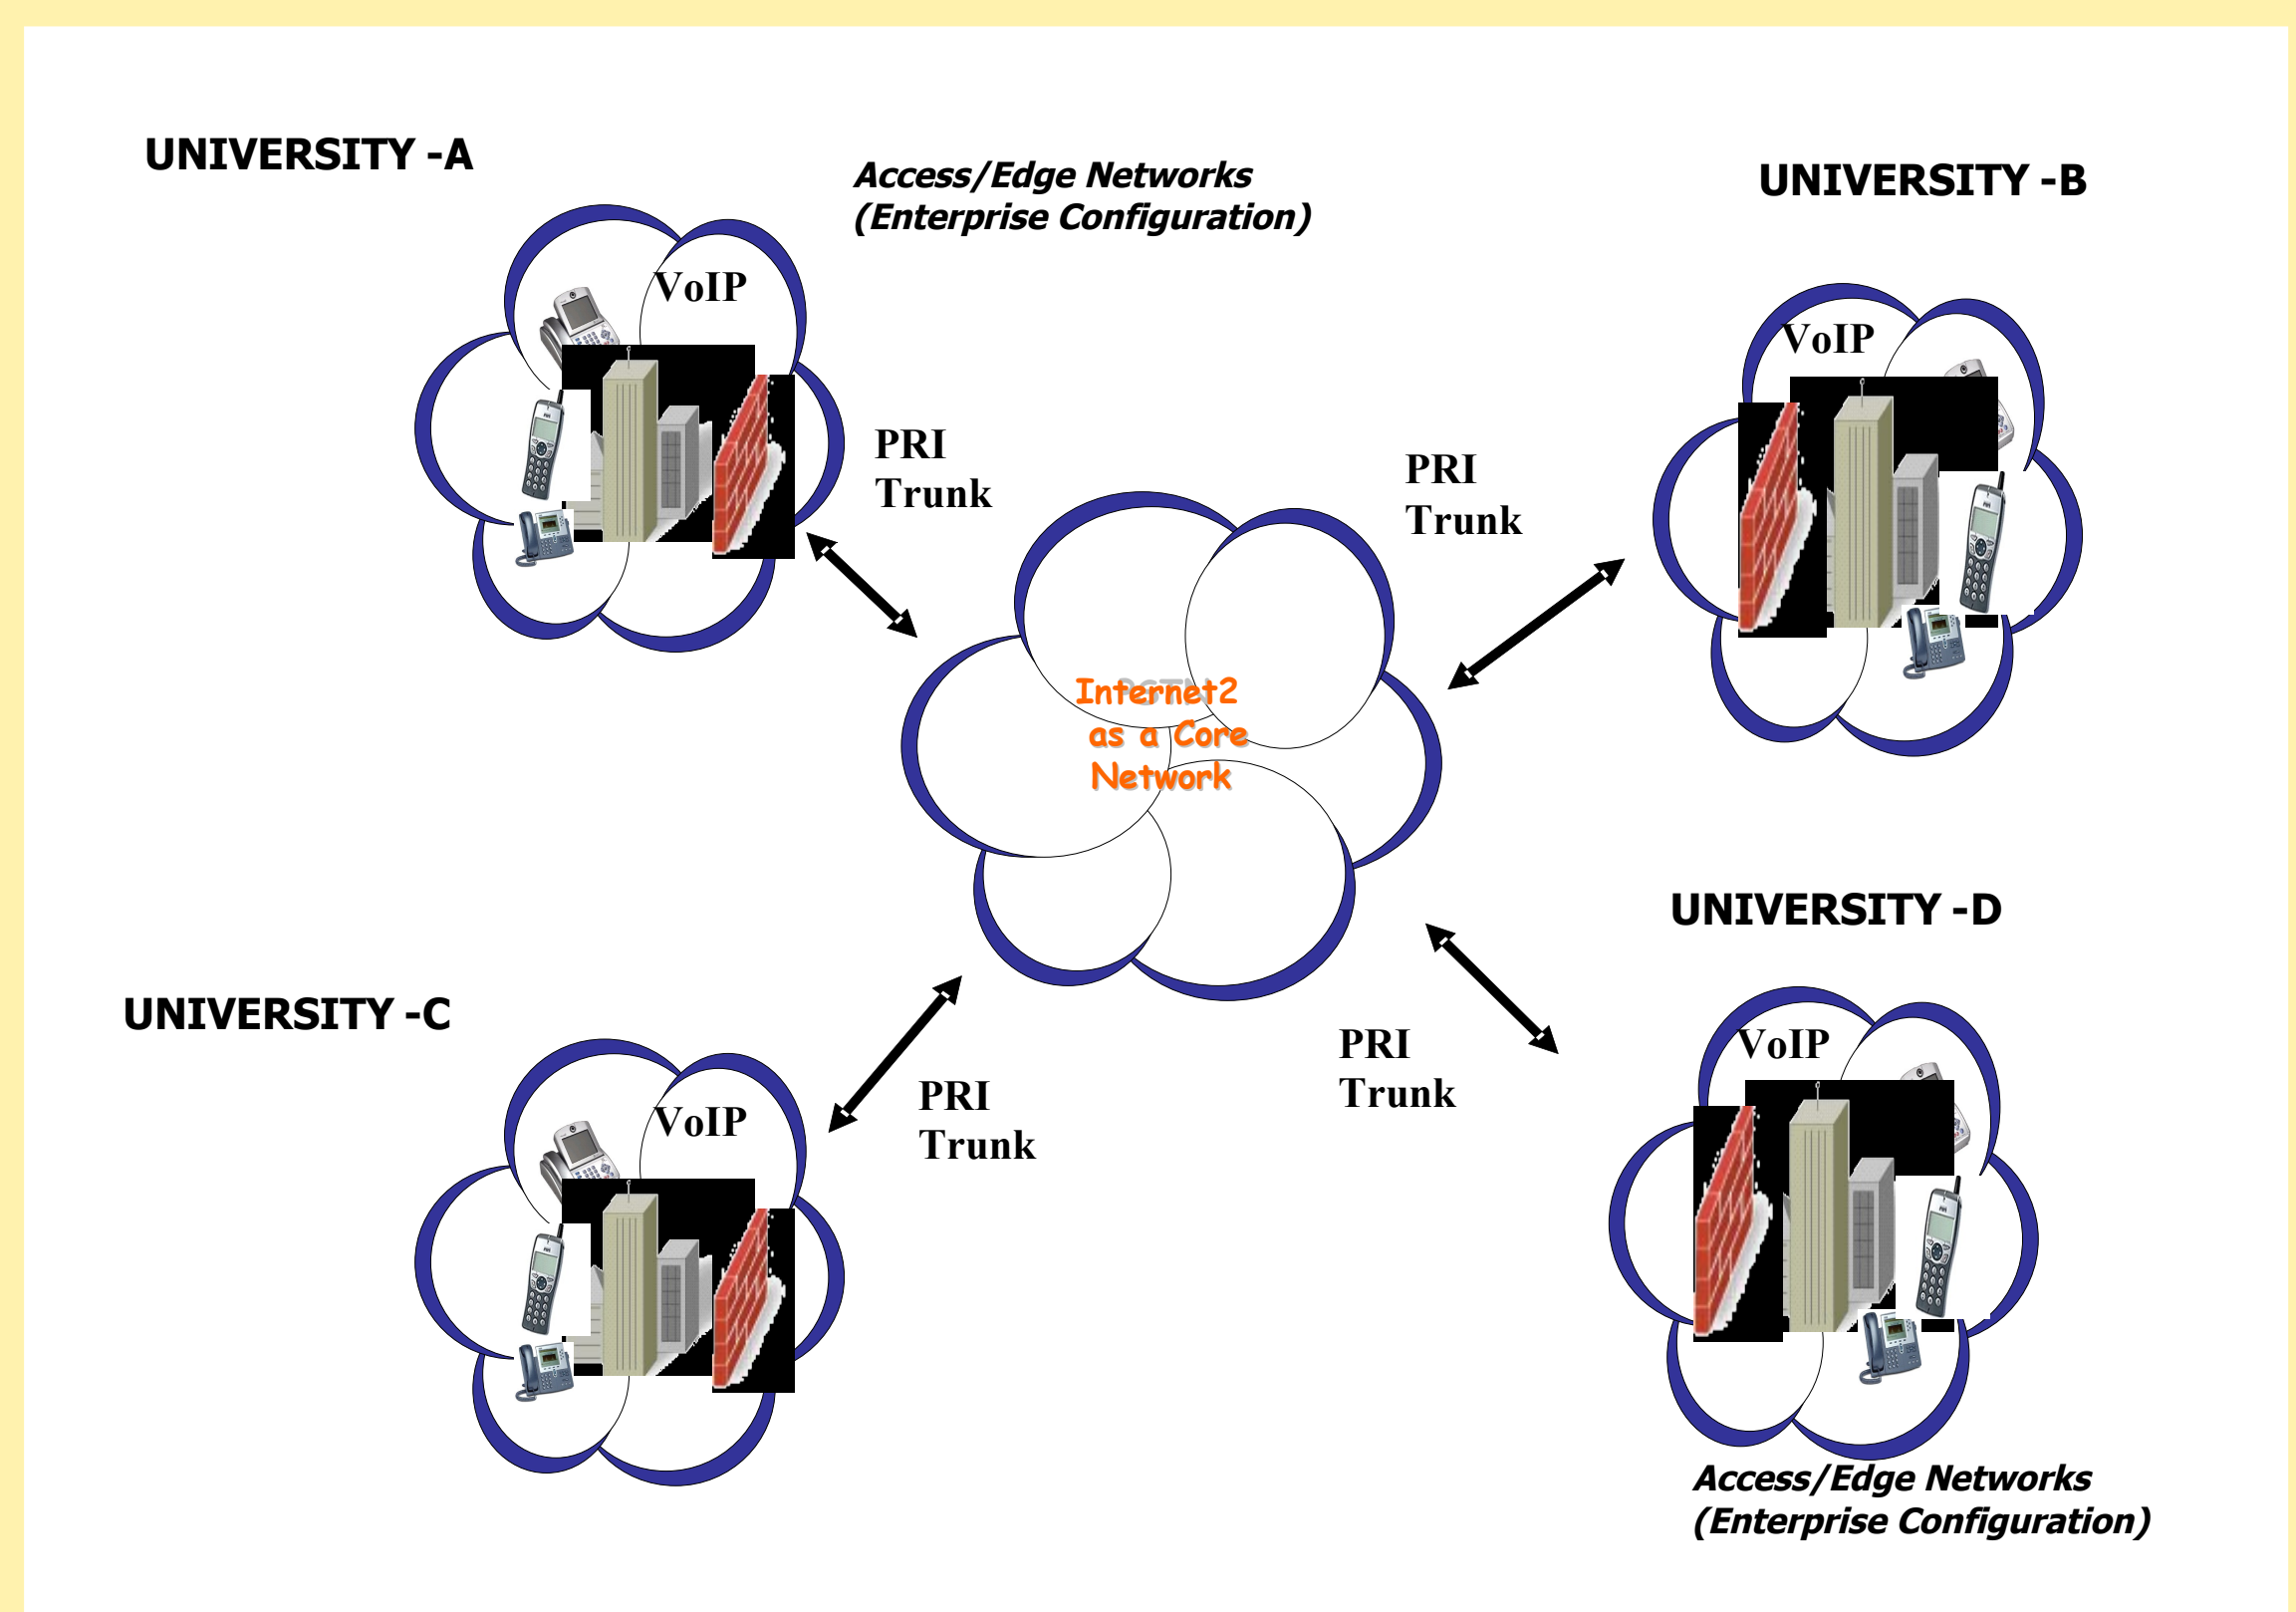 UNIVERSITY -A
Access/Edge Networks
(Enterprise Configuration)
UNIVERSITY -B
VoIP
VoIP
PRI
Trunk
PRI
Trunk
PSTN
Internet2
as a Core
Network
UNIVERSITY -D
UNIVERSITY -C
VoIP
PRI
Trunk
PRI
Trunk
VoIP
Access/Edge Networks
(Enterprise Configuration)